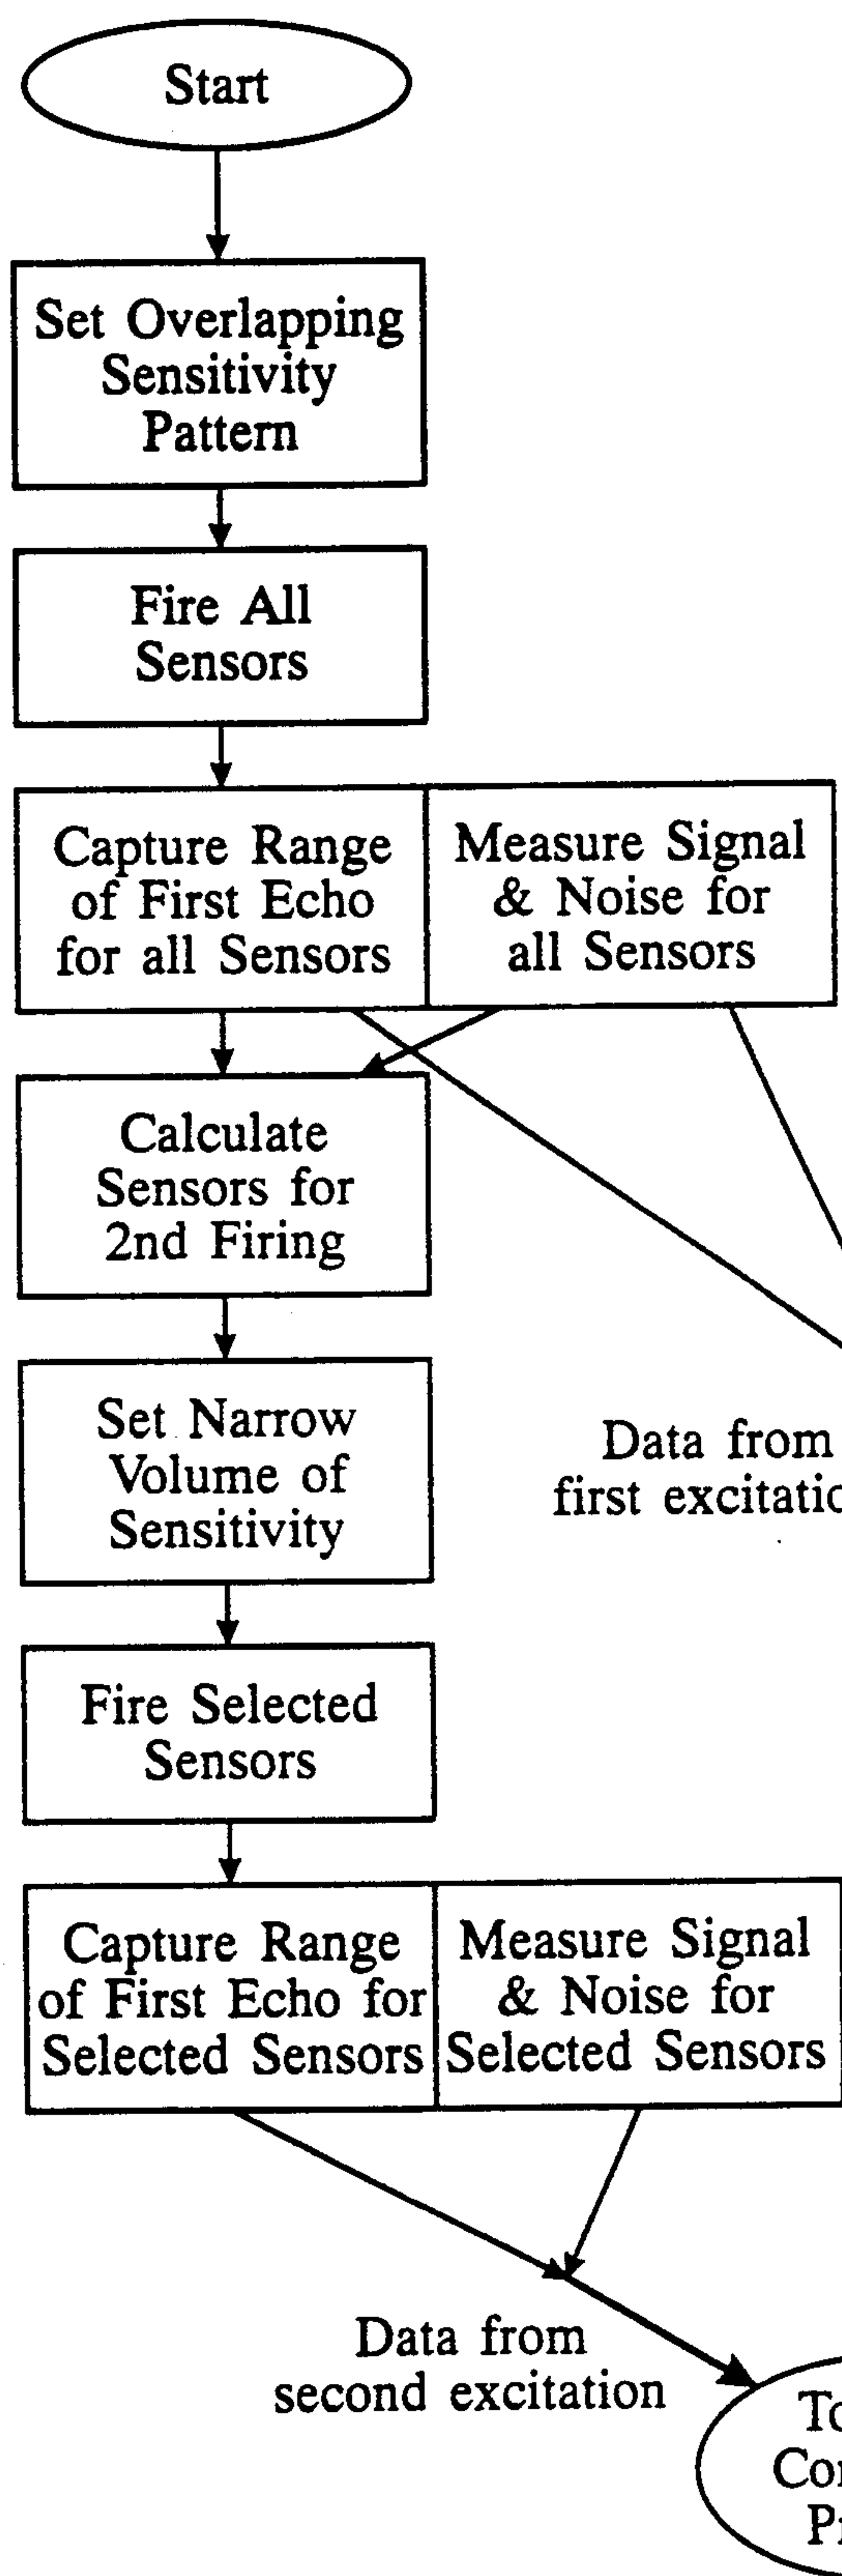 Start
Set Overlapping
Sensitivity
Pattern
Fire All
Sensors
Capture Range
of First Echo
for all Sensors
Measure Signal
& Noise for
all Sensors
Calculate
Sensors for
2nd Firing
Set Narrow
Volume of
Sensitivity
Data from
first
Fire Selected
Sensors
Capture Range
of First Echo for
Selected Sensors
Measure Signal
& Noise for
Selected Sensors
Data from
second excitation